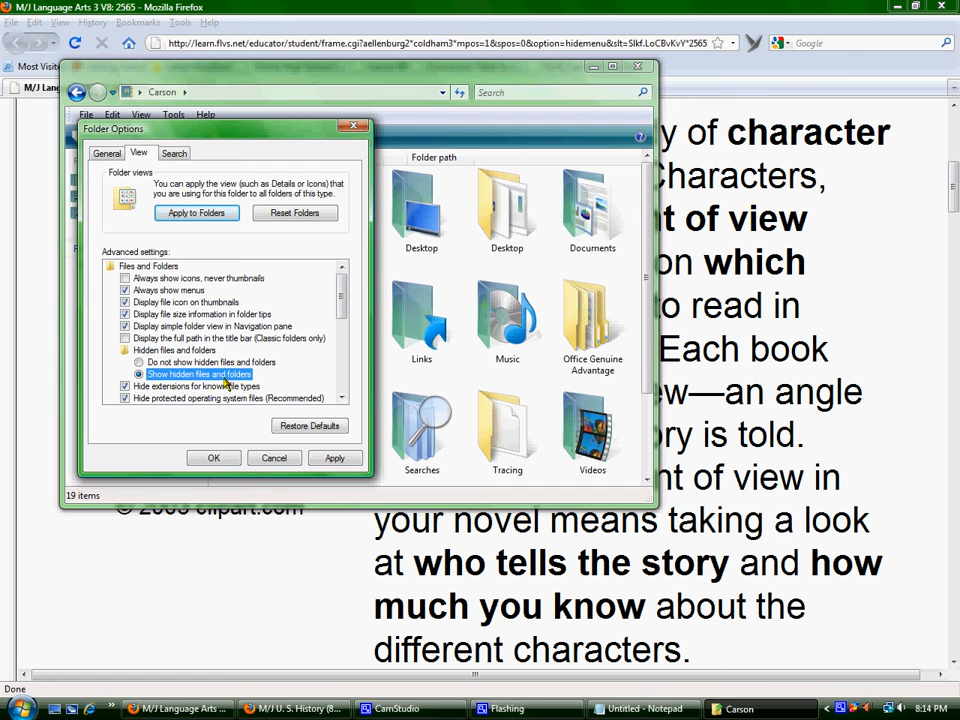 M/J Language Arts 3 V8: 2565 - Mozilla Firefox
File Edit View History Bookmarks Tools Help
http://learn.flvs.net/educator/student/frame.cgi?aellenburg2*coldham3*mpos=1&spos=0&option=hidemenu&slt=SIkf.LoCBvKvY*2565
Google
Most Visite
M/J Lang
Carson
Search
File Edit View Tools Help
Folder Options
General View Search
Folder views
You can apply the view (such as Details or Icons) that
you are using for this folder to all folders of this type.
Apply to Folders Reset Folders
Advanced settings:
Files and Folders
Always show icons, never thumbnails
Always show menus
Display file icon on thumbnails
Display file size information in folder tips
Display simple folder view in Navigation pane
Display the full path in the title bar (Classic folders only)
Hidden files and folders
Do not show hidden files and folders
Show hidden files and folders
Hide extensions for known file types
Hide protected operating system files (Recommended)
Restore Defaults
OK Cancel Apply
Folder path
Desktop Desktop Documents
Links Music Office Genuine
Advantage
Searches Tracing Videos
19 items
y of character
Characters,
nt of view
on which
to read in
Each book
ew—an angle
ory is told.
nt of view in
© 2009 clipart.com
your novel means taking a look
at who tells the story and how
much you know about the
different characters.
Done
M/J Language Arts ... M/J U. S. History (8... CamStudio Flashing Untitled - Notepad Carson 8:14 PM